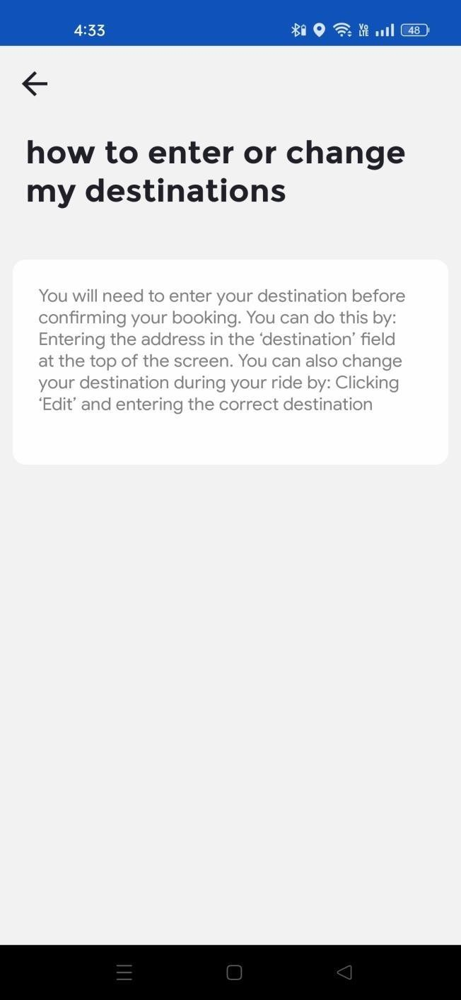 4:33
VO
LTE
48
how to enter or change
my destinations
You will need to enter your destination before
confirming your booking. You can do this by:
Entering the address in the ‘destination’ field
at the top of the screen. You can also change
your destination during your ride by: Clicking
‘Edit’ and entering the correct destination